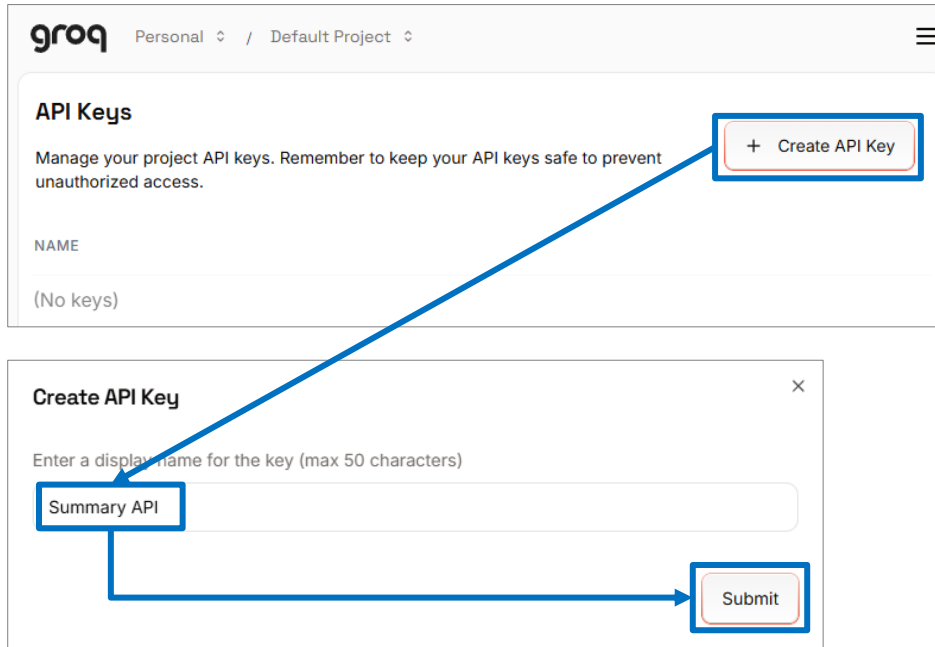 groq Personal / Default Project
API Keys
+ Create API Key
Manage your project API keys. Remember to keep your API keys safe to prevent
unauthorized access.
NAME
(No keys)
Create API Key
Enter a display name for the key (max 50 characters)
Summary API
Submit